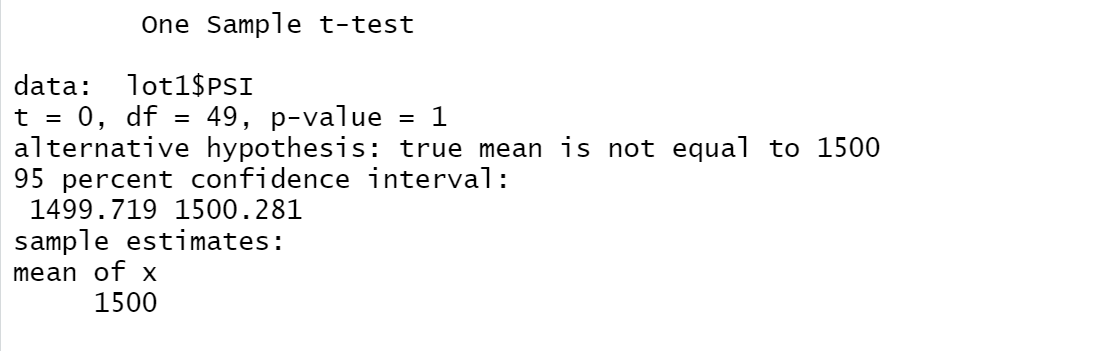 One Sample t-test
data: lot1$PSI
t = 0, df = 49, p-value = 1
alternative hypothesis: true mean is not equal to 1500
95 percent confidence interval:
1499.719 1500.281
sample estimates:
mean of x
1500